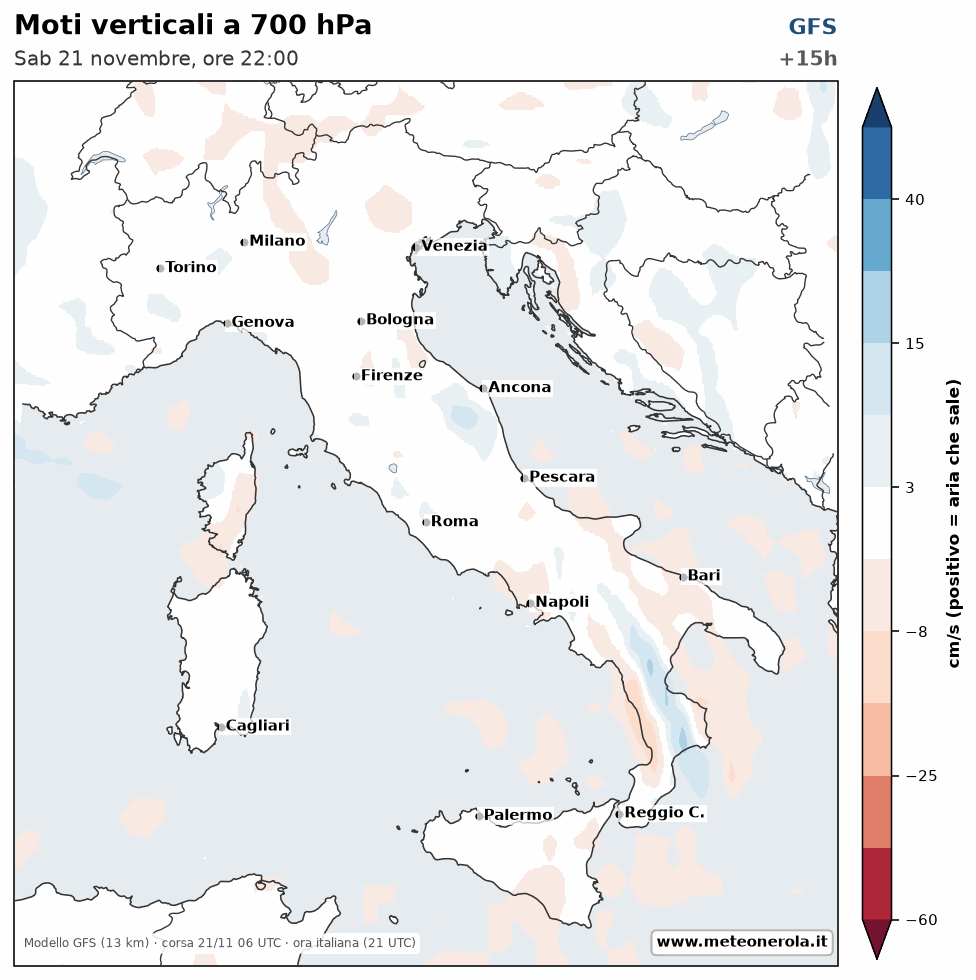 Moti verticali a 700 hPa
GFS
Sab 21 novembre, ore 22:00
+15h
Milano
Venezia
Torino
Genova
Bologna
Firenze
Ancona
Pescara
Roma
Bari
Napoli
Cagliari
Palermo
Reggio C.
40
15
3
−8
−25
−60
cm/s (positivo = aria che sale)
Modello GFS (13 km) · corsa 21/11 06 UTC · ora italiana (21 UTC)
www.meteonerola.it